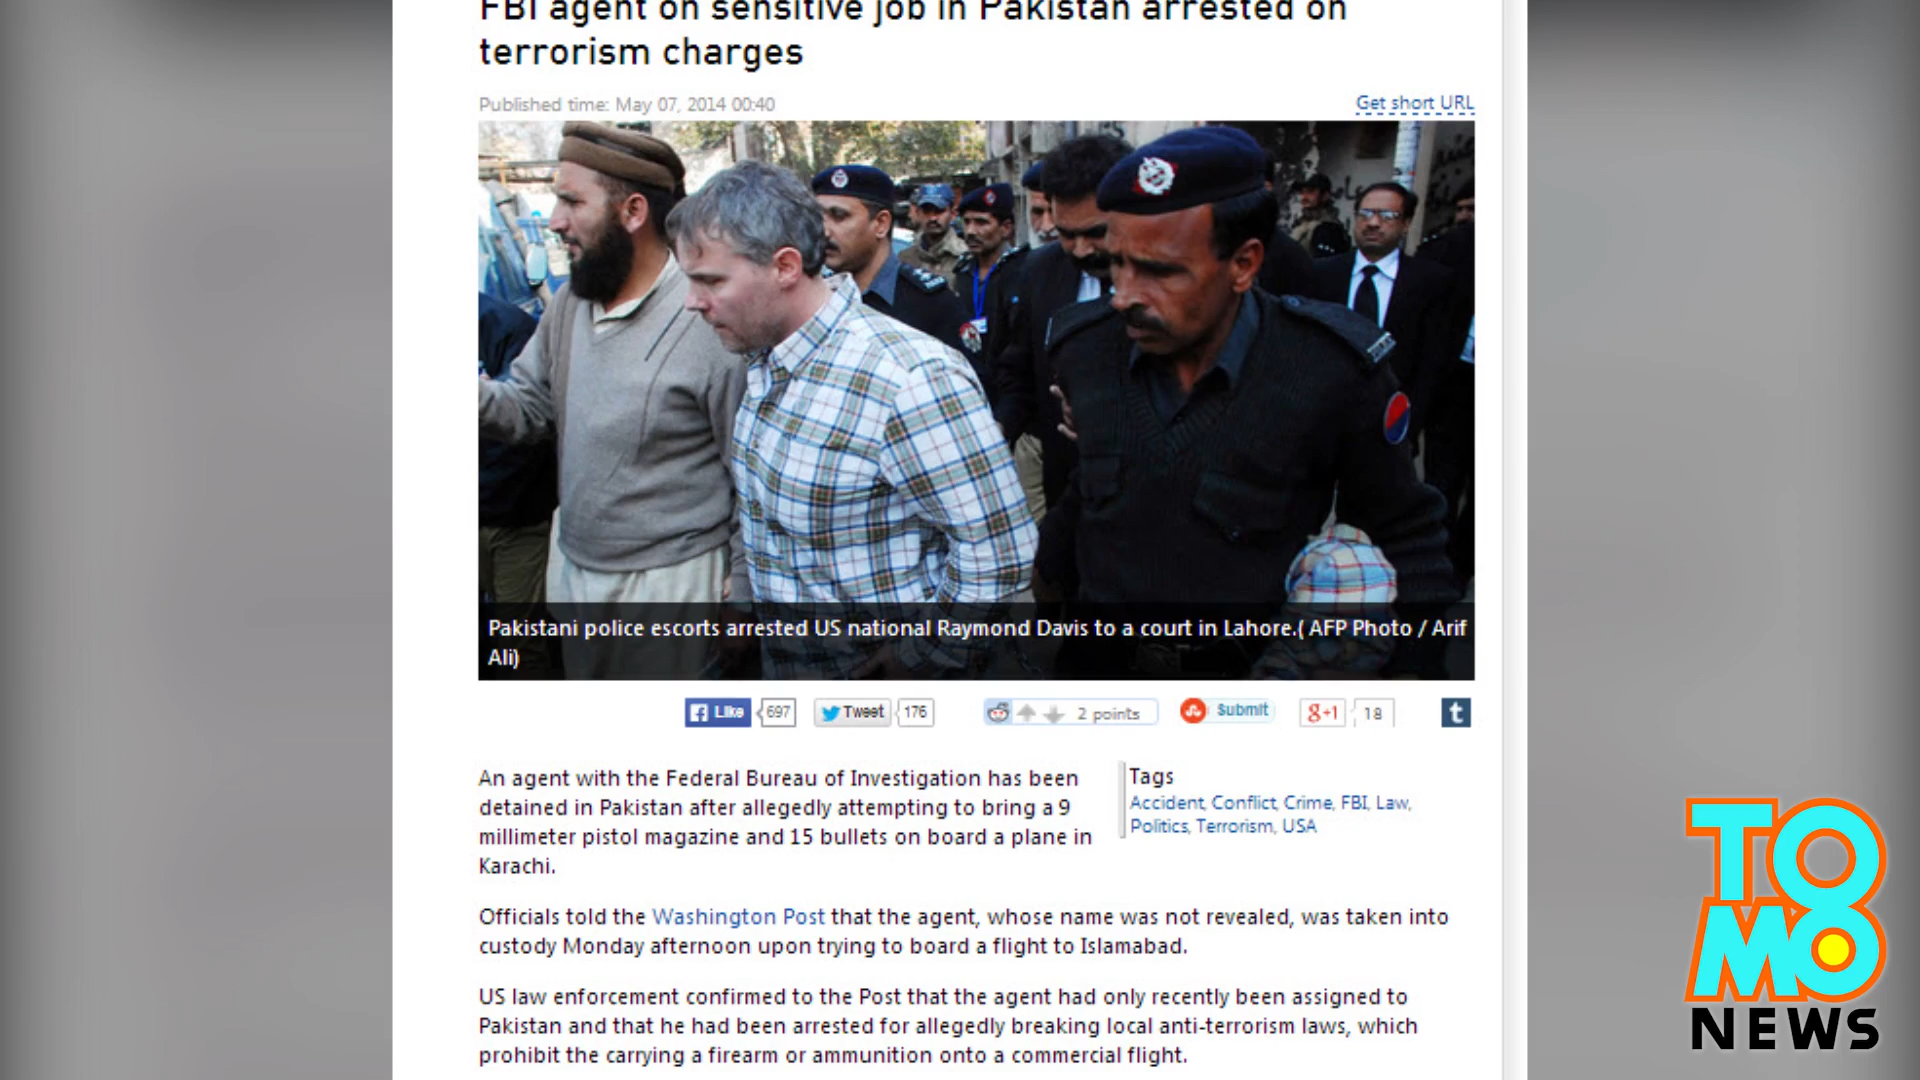 FBI agent on sensitive job in Pakistan arrested on
terrorism charges
Published time: May 07, 2014 00:40
Get short URL
Pakistani police escorts arrested US national Raymond Davis to a court in Lahore.( AFP Photo / Arif
Ali)
Like 697 Tweet 176 2 points Submit g+1 18 t
An agent with the Federal Bureau of Investigation has been
detained in Pakistan after allegedly attempting to bring a 9
millimeter pistol magazine and 15 bullets on board a plane in
Karachi.
Tags
Accident, Conflict, Crime, FBI, Law,
Politics, Terrorism, USA
Officials told the Washington Post that the agent, whose name was not revealed, was taken into
custody Monday afternoon upon trying to board a flight to Islamabad.
US law enforcement confirmed to the Post that the agent had only recently been assigned to
Pakistan and that he had been arrested for allegedly breaking local anti-terrorism laws, which
prohibit the carrying a firearm or ammunition onto a commercial flight.
TO
MO
NEWS